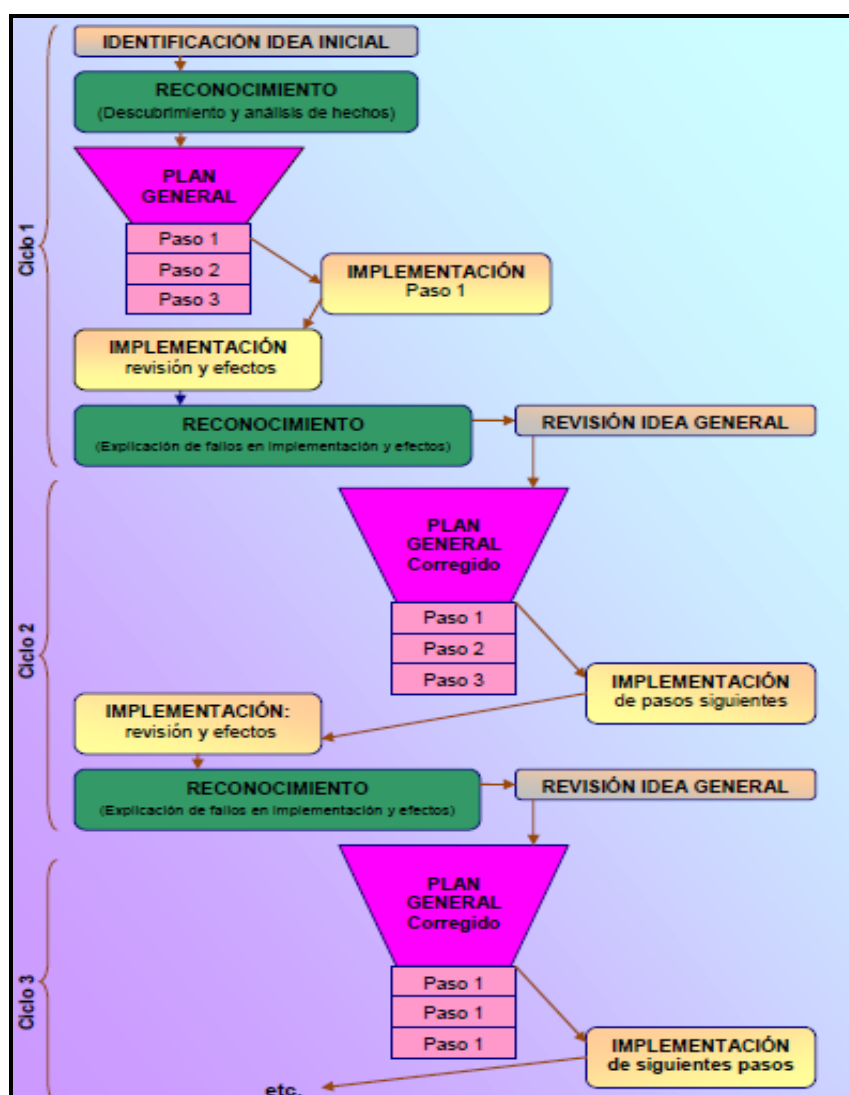 IDENTIFICACIÓN IDEA INICIAL
RECONOCIMIENTO
(Descubrimiento y análisis de hechos)
PLAN
GENERAL
Paso 1
Paso 2
Paso 3
Ciclo 1
IMPLEMENTACIÓN
Paso 1
IMPLEMENTACIÓN
revisión y efectos
RECONOCIMIENTO
(Explicación de fallos en implementación y efectos)
REVISIÓN IDEA GENERAL
PLAN
GENERAL
Corregido
Paso 1
Paso 2
Paso 3
Ciclo 2
IMPLEMENTACIÓN
de pasos siguientes
IMPLEMENTACIÓN:
revisión y efectos
RECONOCIMIENTO
(Explicación de fallos en implementación y efectos)
REVISIÓN IDEA GENERAL
PLAN
GENERAL
Corregido
Paso 1
Paso 1
Paso 1
Ciclo 3
IMPLEMENTACIÓN
de siguientes pasos
etc.